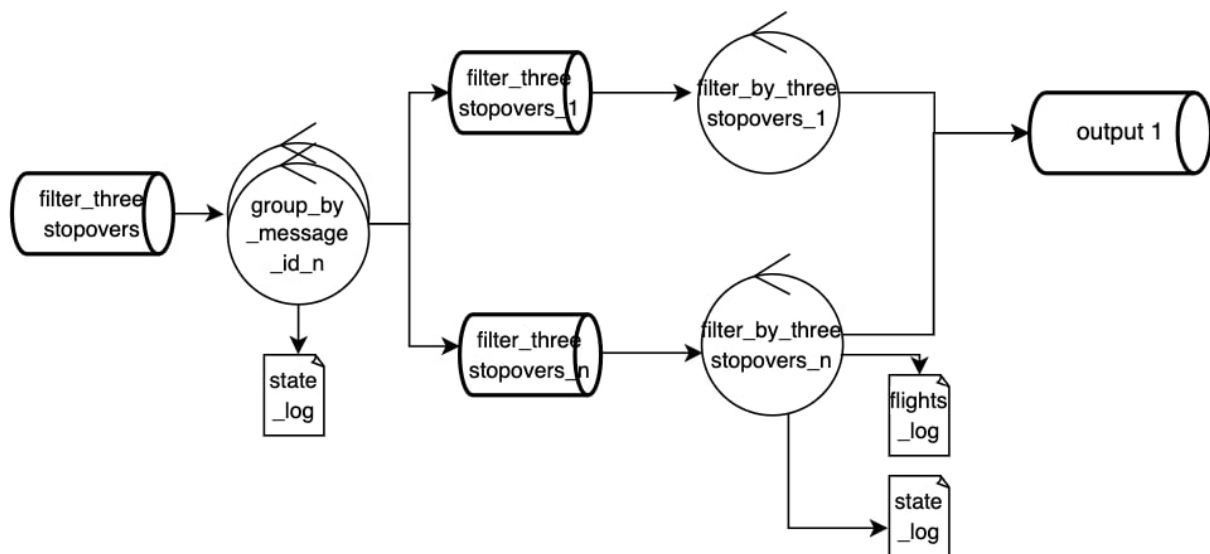 filter_three
stopovers
group_by
_message
_id_n
state
_log
filter_three
stopovers_1
filter_by_three
stopovers_1
filter_three
stopovers_n
filter_by_three
stopovers_n
flights
_log
state
_log
output 1